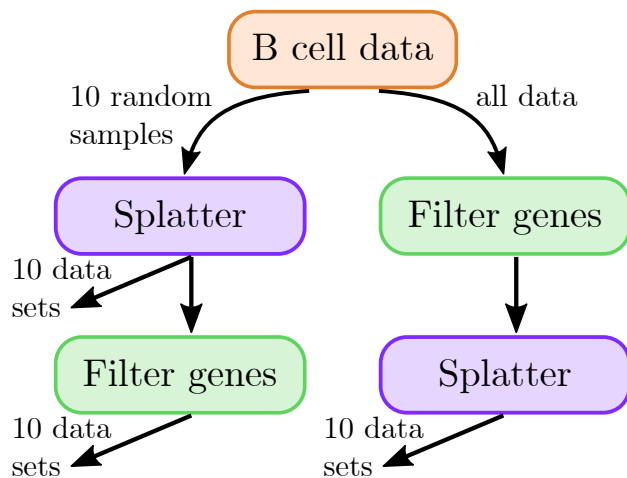 B cell data
10 random
samples
all data
Splatter
Filter genes
10 data
sets
Filter genes
Splatter
10 data
sets
10 data
sets